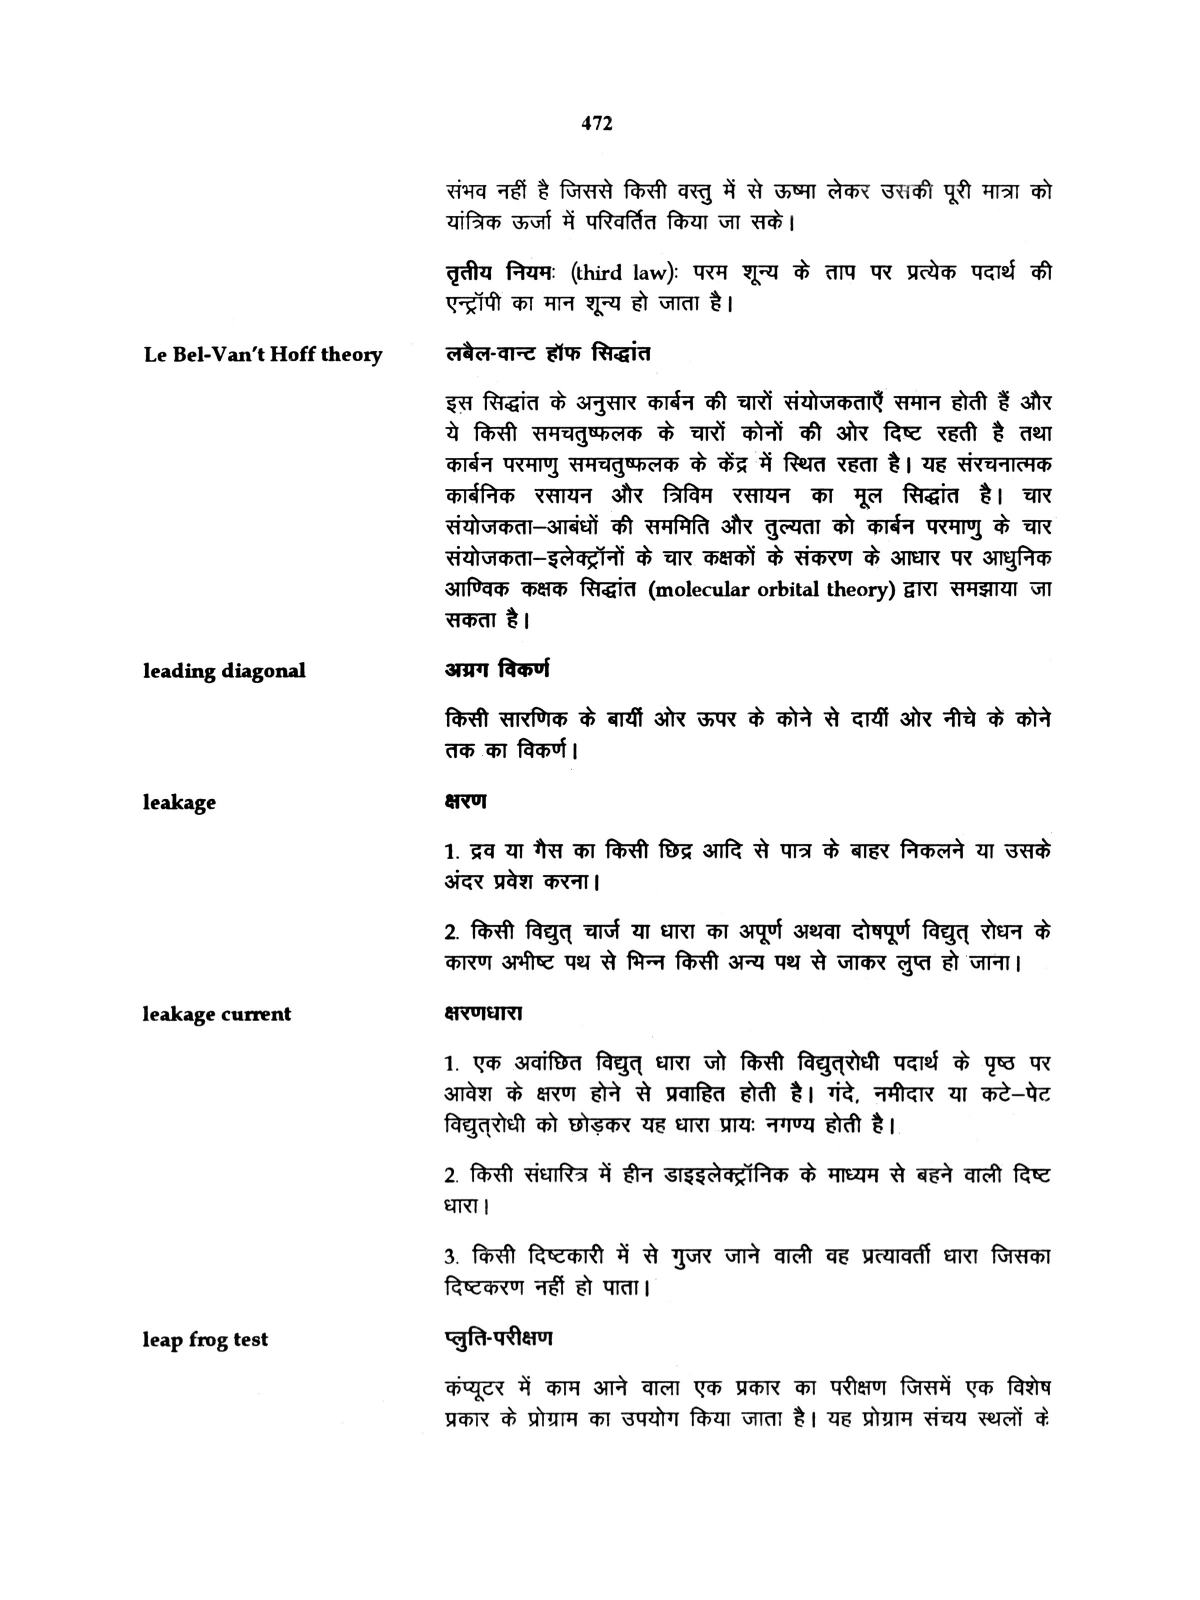 472
संभव नहीं है जिससे किसी वस्तु में से ऊष्मा लेकर उसकी पूरी मात्रा को
यांत्रिक ऊर्जा में परिवर्तित किया जा सके।
तृतीय नियमः (third law): परम शून्य के ताप पर प्रत्येक पदार्थ की
एन्ट्रॉपी का मान शून्य हो जाता है।
Le Bel-Van't Hoff theory लबैल-वान्ट हॉफ सिद्धांत
इस सिद्धांत के अनुसार कार्बन की चारों संयोजकताएँ समान होती हैं और
ये किसी समचतुष्फलक के चारों कोनों की ओर दिष्ट रहती है तथा
कार्बन परमाणु समचतुष्फलक के केंद्र में स्थित रहता है। यह संरचनात्मक
कार्बनिक रसायन और त्रिविम रसायन का मूल सिद्धांत है। चार
संयोजकता–आबंधों की सममिति और तुल्यता को कार्बन परमाणु के चार
संयोजकता–इलेक्ट्रॉनों के चार कक्षकों के संकरण के आधार पर आधुनिक
आण्विक कक्षक सिद्धांत (molecular orbital theory) द्वारा समझाया जा
सकता है।
leading diagonal अग्रग विकर्ण
किसी सारणिक के बायीं ओर ऊपर के कोने से दायीं ओर नीचे के कोने
तक का विकर्ण।
leakage क्षरण
1. द्रव या गैस का किसी छिद्र आदि से पात्र के बाहर निकलने या उसके
अंदर प्रवेश करना।
2. किसी विद्युत् चार्ज या धारा का अपूर्ण अथवा दोषपूर्ण विद्युत् रोधन के
कारण अभीष्ट पथ से भिन्न किसी अन्य पथ से जाकर लुप्त हो जाना।
leakage current क्षरणधारा
1. एक अवांछित विद्युत् धारा जो किसी विद्युत्‌रोधी पदार्थ के पृष्ठ पर
आवेश के क्षरण होने से प्रवाहित होती है। गंदे, नमीदार या कटे–पेट
विद्युत्‌रोधी को छोड़कर यह धारा प्रायः नगण्य होती है।
2. किसी संधारित्र में हीन डाइइलेक्ट्रॉनिक के माध्यम से बहने वाली दिष्ट
धारा।
3. किसी दिष्टकारी में से गुजर जाने वाली वह प्रत्यावर्ती धारा जिसका
दिष्टकरण नहीं हो पाता।
leap frog test प्लुति-परीक्षण
कंप्यूटर में काम आने वाला एक प्रकार का परीक्षण जिसमें एक विशेष
प्रकार के प्रोग्राम का उपयोग किया जाता है। यह प्रोग्राम संचय स्थलों के